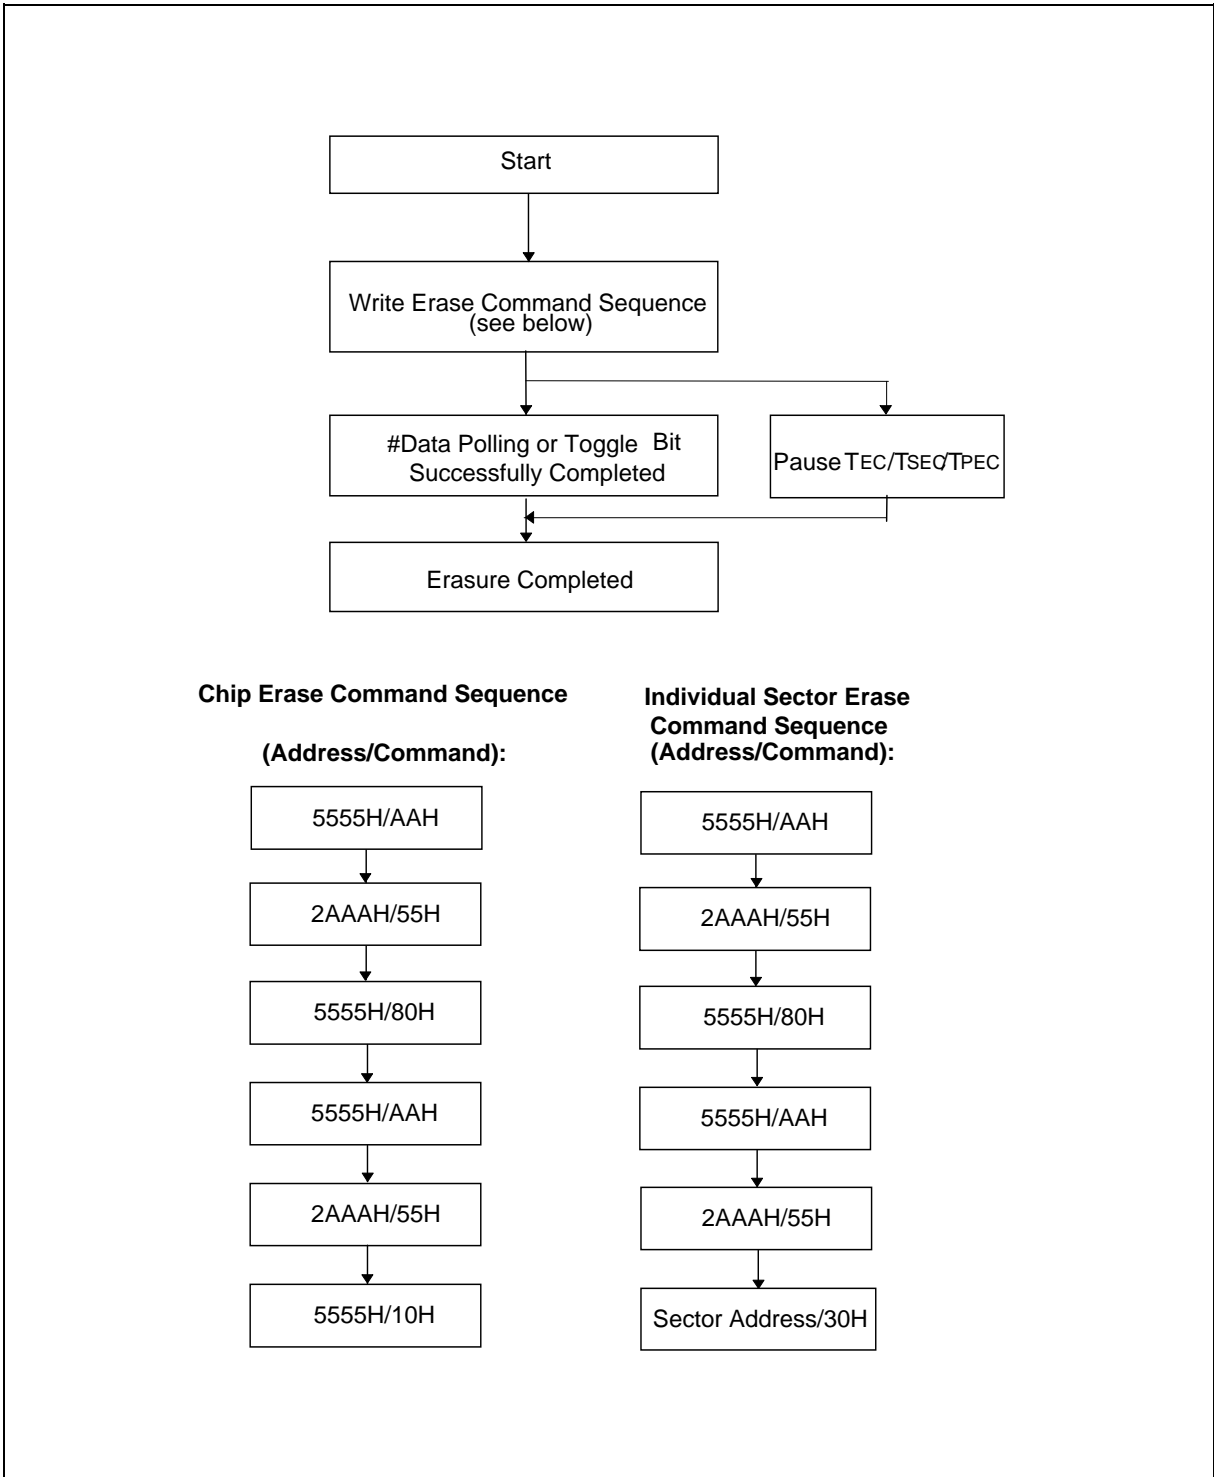 Start
Write Erase Command Sequence
(see below)
#Data Polling or Toggle Bit
Successfully Completed
Pause TEC/TSEC/TPEC
Erasure Completed
Chip Erase Command Sequence
(Address/Command):
5555H/AAH
2AAAH/55H
5555H/80H
5555H/AAH
2AAAH/55H
5555H/10H
Individual Sector Erase
Command Sequence
(Address/Command):
5555H/AAH
2AAAH/55H
5555H/80H
5555H/AAH
2AAAH/55H
Sector Address/30H